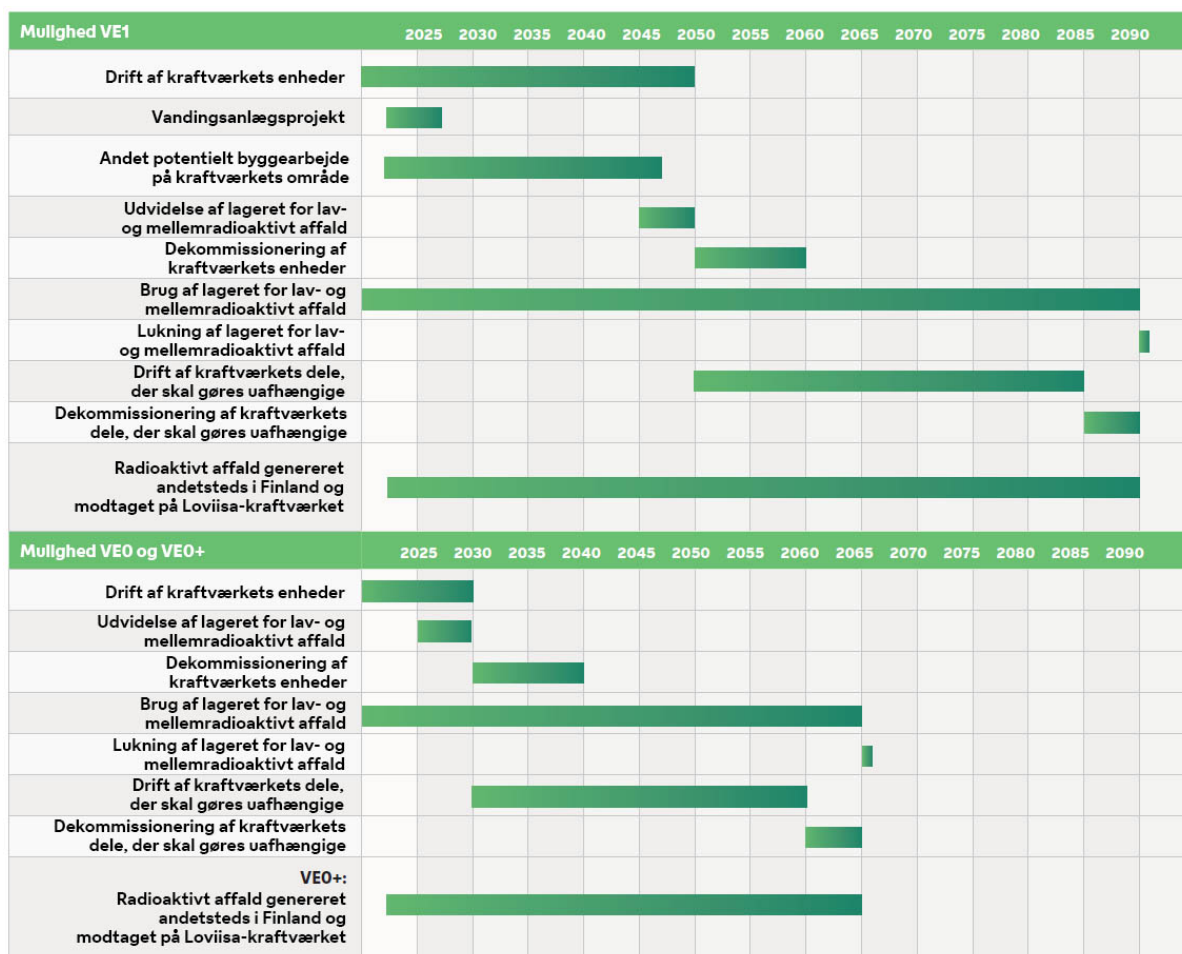 Mulighed VE1
2025 2030 2035 2040 2045 2050 2055 2060 2065 2070 2075 2080 2085 2090
Drift af kraftværkets enheder
Vandingsanlægsprojekt
Andet potentielt byggearbejde
på kraftværkets område
Udvidelse af lageret for lav-
og mellemradioaktivt affald
Dekommissionering af
kraftværkets enheder
Brug af lageret for lav- og
mellemradioaktivt affald
Lukning af lageret for lav-
og mellemradioaktivt affald
Drift af kraftværkets dele,
der skal gøres uafhængige
Dekommissionering af kraftværkets
dele, der skal gøres uafhængige
Radioaktivt affald genereret
andetsteds i Finland og
modtaget på Loviisa-kraftværket
Mulighed VE0 og VE0+
2025 2030 2035 2040 2045 2050 2055 2060 2065 2070 2075 2080 2085 2090
Drift af kraftværkets enheder
Udvidelse af lageret for lav- og
mellemradioaktivt affald
Dekommissionering af
kraftværkets enheder
Brug af lageret for lav- og
mellemradioaktivt affald
Lukning af lageret for lav- og
mellemradioaktivt affald
Drift af kraftværkets dele,
der skal gøres uafhængige
Dekommissionering af kraftværkets
dele, der skal gøres uafhængige
VE0+:
Radioaktivt affald genereret
andetsteds i Finland og
modtaget på Loviisa-kraftværket